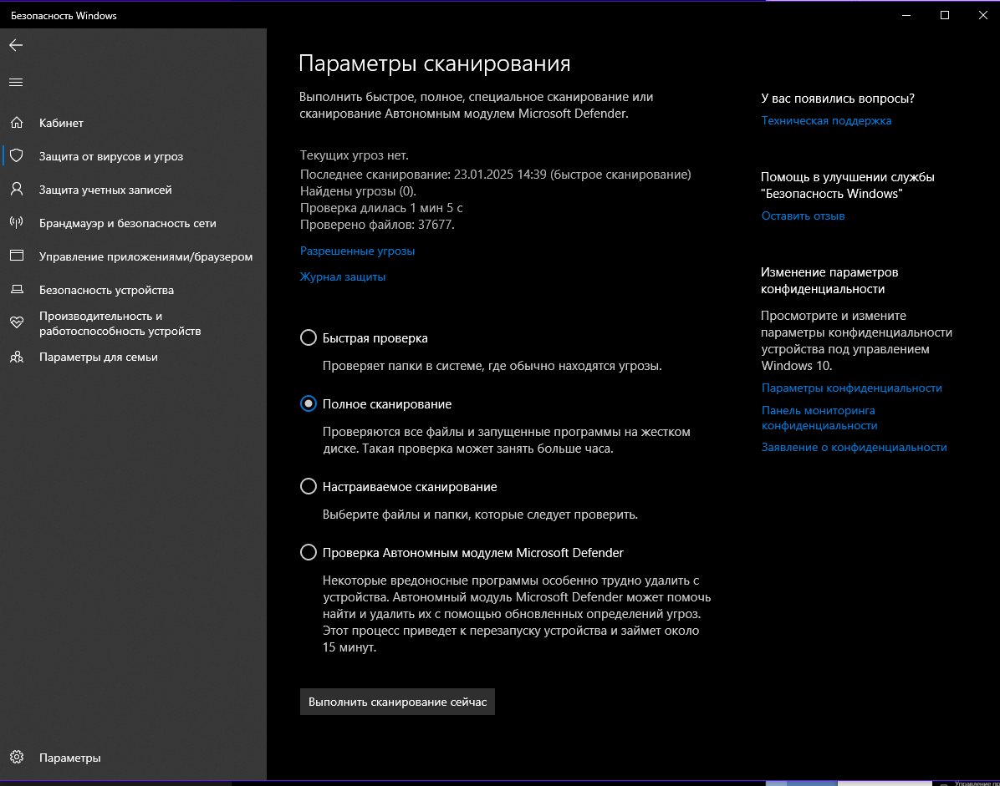 Безопасность Windows
Кабинет
Защита от вирусов и угроз
Защита учетных записей
Брандмауэр и безопасность сети
Управление приложениями/браузером
Безопасность устройства
Производительность и
работоспособность устройств
Параметры для семьи
Параметры
Параметры сканирования
Выполнить быстрое, полное, специальное сканирование или
сканирование Автономным модулем Microsoft Defender.
Текущих угроз нет.
Последнее сканирование: 23.01.2025 14:39 (быстрое сканирование)
Найдены угрозы (0).
Проверка длилась 1 мин 5 с
Проверено файлов: 37677.
Разрешенные угрозы
Журнал защиты
Быстрая проверка
Проверяет папки в системе, где обычно находятся угрозы.
Полное сканирование
Проверяются все файлы и запущенные программы на жестком
диске. Такая проверка может занять больше часа.
Настраиваемое сканирование
Выберите файлы и папки, которые следует проверить.
Проверка Автономным модулем Microsoft Defender
Некоторые вредоносные программы особенно трудно удалить с
устройства. Автономный модуль Microsoft Defender может помочь
найти и удалить их с помощью обновленных определений угроз.
Этот процесс приведет к перезапуску устройства и займет около
15 минут.
Выполнить сканирование сейчас
У вас появились вопросы?
Техническая поддержка
Помощь в улучшении службы
"Безопасность Windows"
Оставить отзыв
Изменение параметров
конфиденциальности
Просмотрите и измените
параметры конфиденциальности
устройства под управлением
Windows 10.
Параметры конфиденциальности
Панель мониторинга
конфиденциальности
Заявление о конфиденциальности